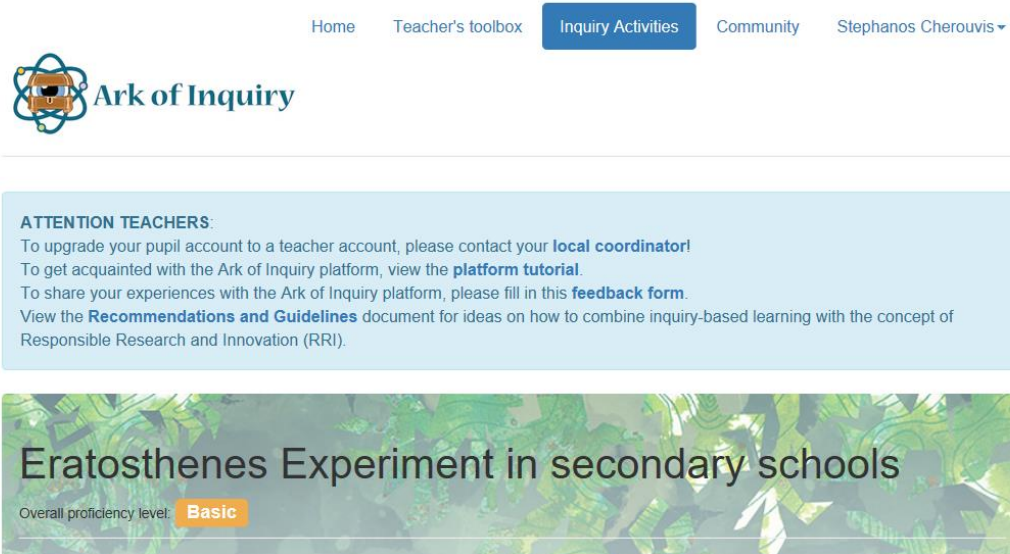 Home Teacher's toolbox Inquiry Activities Community Stephanos Cherouvis
Ark of Inquiry
ATTENTION TEACHERS:
To upgrade your pupil account to a teacher account, please contact your local coordinator!
To get acquainted with the Ark of Inquiry platform, view the platform tutorial.
To share your experiences with the Ark of Inquiry platform, please fill in this feedback form.
View the Recommendations and Guidelines document for ideas on how to combine inquiry-based learning with the concept of
Responsible Research and Innovation (RRI).
Eratosthenes Experiment in secondary schools
Overall proficiency level: Basic